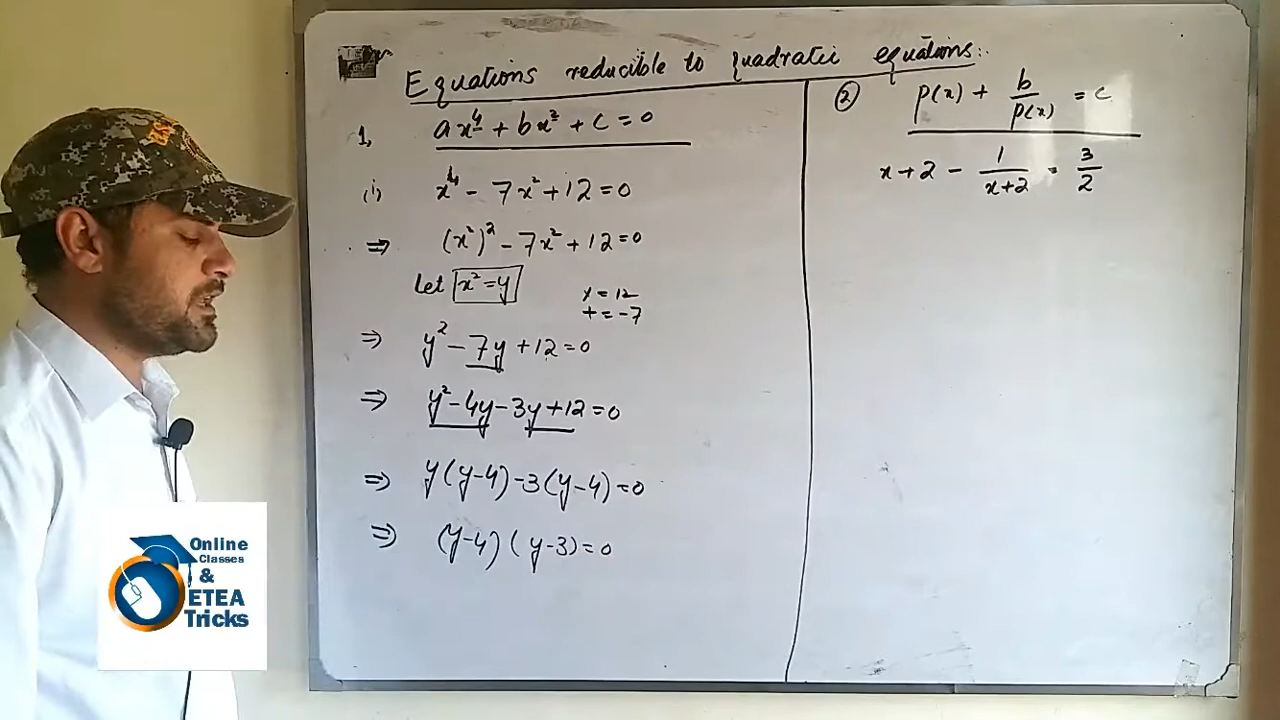 Equations reducible to quadratic equations:
1, ax⁴ + bx² + c = 0
(i) x⁴ - 7x² + 12 = 0
⇒ (x²)² - 7x² + 12 = 0
Let x² = y
× = 12
+ = -7
⇒ y² - 7y + 12 = 0
⇒ y² - 4y - 3y + 12 = 0
⇒ y(y-4) - 3(y-4) = 0
⇒ (y-4)(y-3) = 0
② p(x) + b/p(x) = c
x + 2 - 1/x+2 = 3/2
Online
Classes
&
ETEA
Tricks